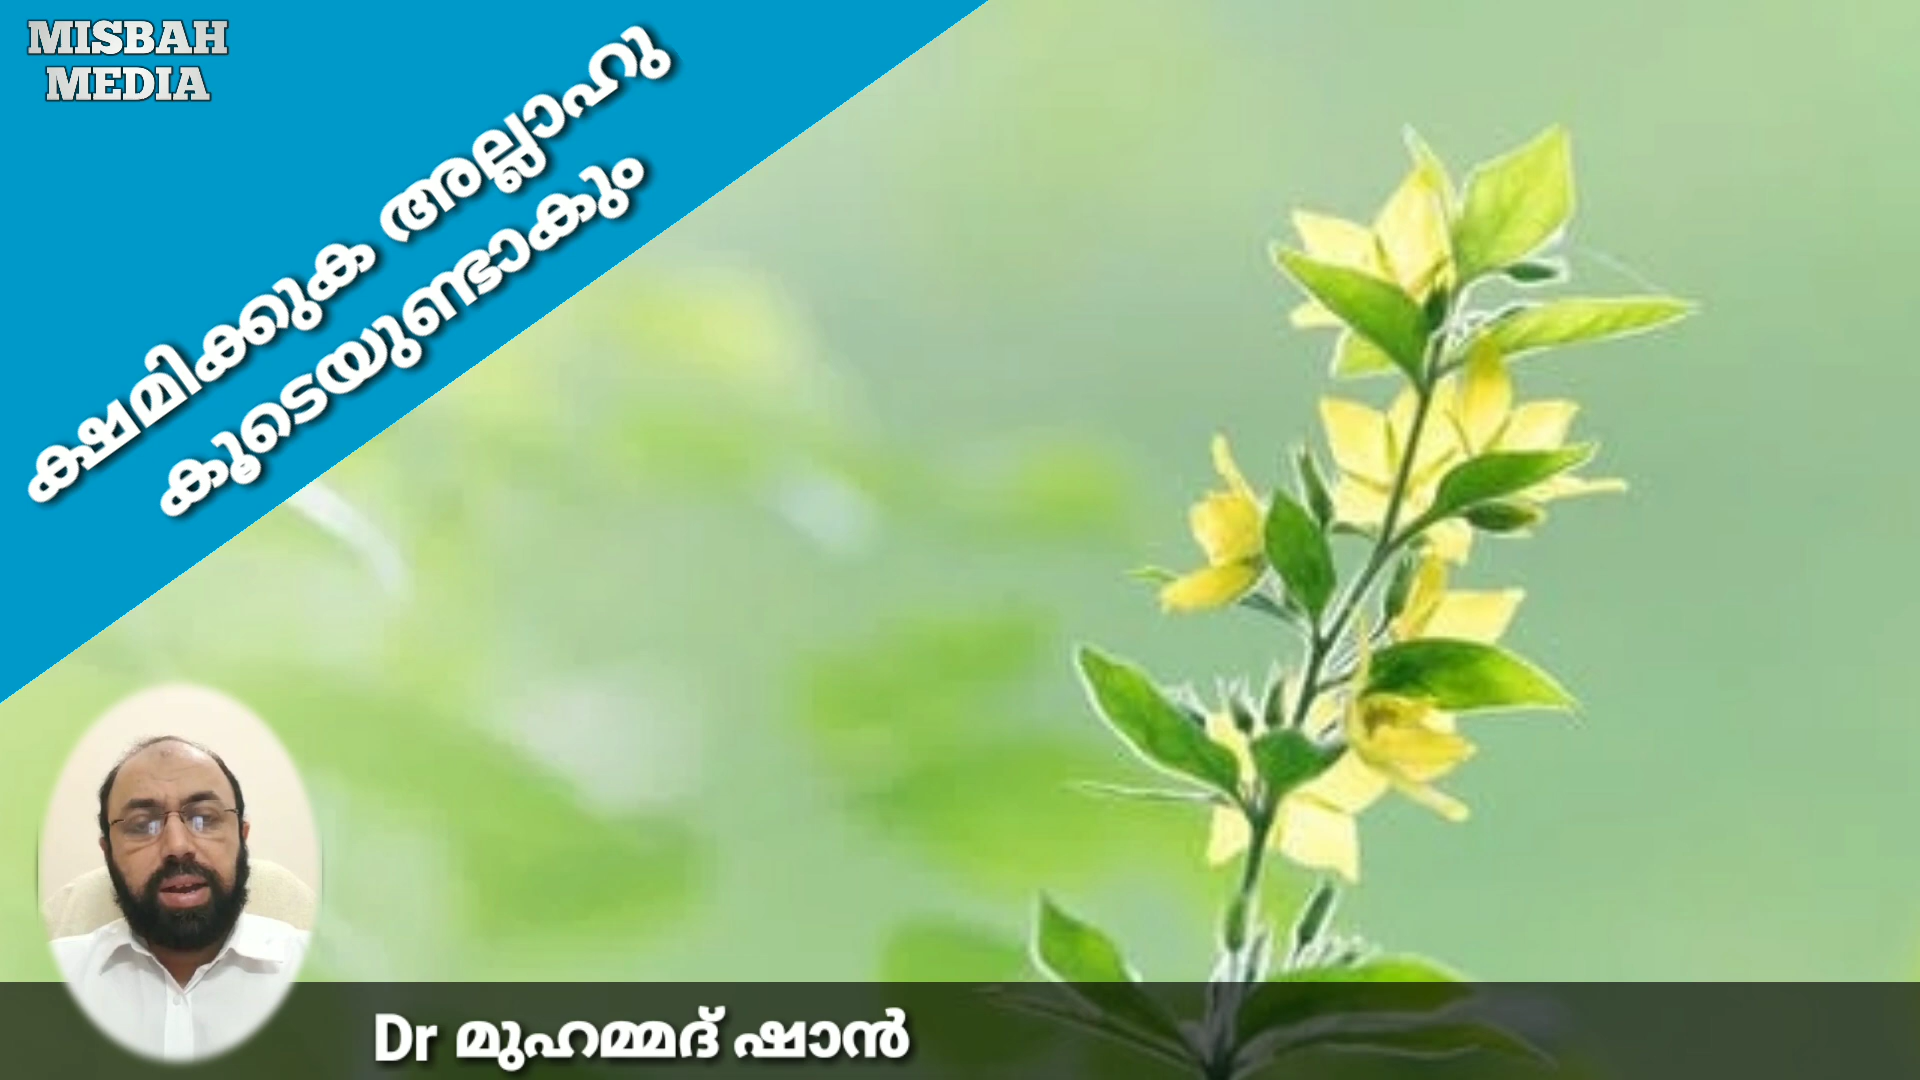 MISBAH
MEDIA
ക്ഷമിക്കുക അല്ലാഹു
കൂടെയുണ്ടാകും
Dr മുഹമ്മദ് ഷാൻ